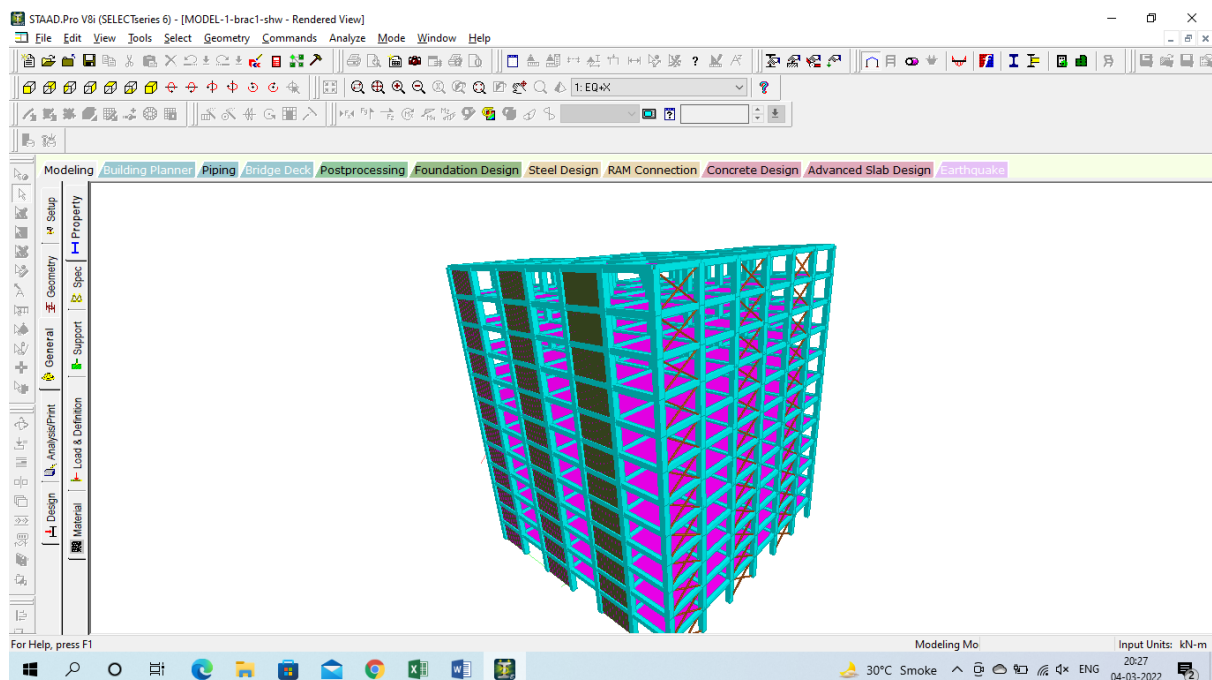 STAAD.Pro V8i (SELECTseries 6) - [MODEL-1-brac1-shw - Rendered View]
File Edit View Tools Select Geometry Commands Analyze Mode Window Help
1: EQ+X
Modeling Building Planner Piping Bridge Deck Postprocessing Foundation Design Steel Design RAM Connection Concrete Design Advanced Slab Design Earthquake
Setup
Geometry
General
Analysis/Print
Design
Property
Spec
Support
Load & Definition
Material
For Help, press F1
Modeling Mo
Input Units: kN-m
30°C Smoke
ENG
20:27
04-03-2022
2